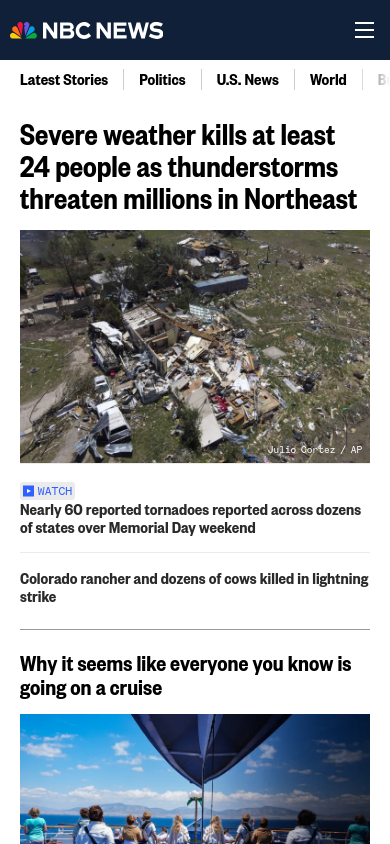 NBC NEWS
Latest Stories
Politics
U.S. News
World
Severe weather kills at least
24 people as thunderstorms
threaten millions in Northeast
Julio Cortez / AP
WATCH
Nearly 60 reported tornadoes reported across dozens
of states over Memorial Day weekend
Colorado rancher and dozens of cows killed in lightning
strike
Why it seems like everyone you know is
going on a cruise